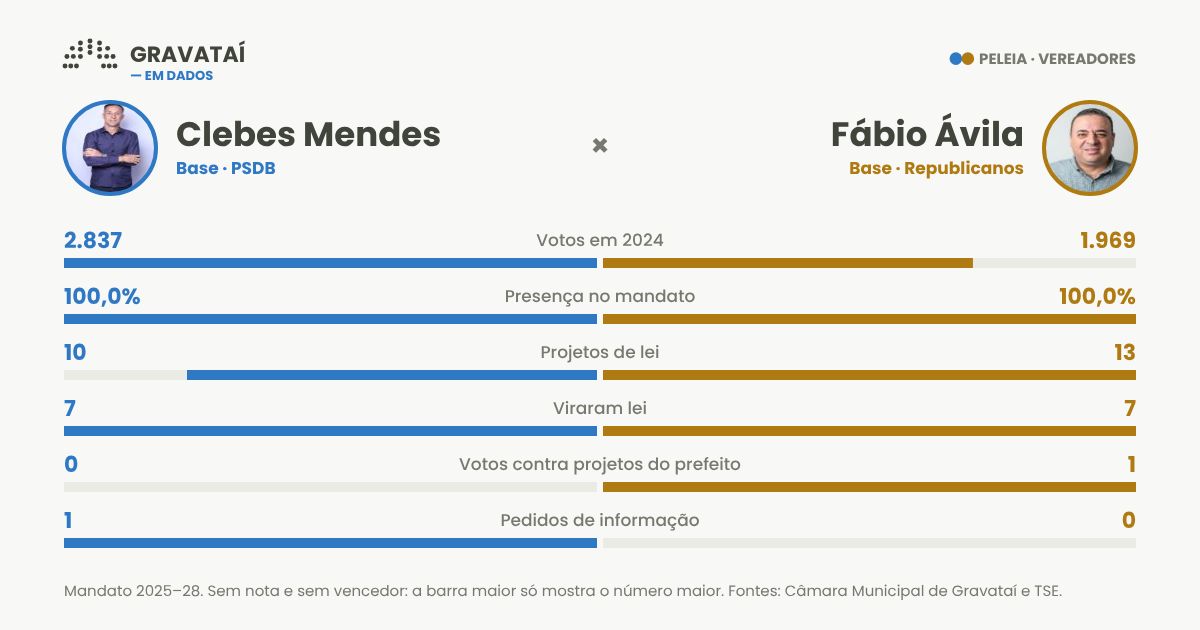 GRAVATAÍ
— EM DADOS
PELEIA · VEREADORES
Clebes Mendes
Base · PSDB
×
Fábio Ávila
Base · Republicanos
2.837 Votos em 2024 1.969
100,0% Presença no mandato 100,0%
10 Projetos de lei 13
7 Viraram lei 7
0 Votos contra projetos do prefeito 1
1 Pedidos de informação 0
Mandato 2025–28. Sem nota e sem vencedor: a barra maior só mostra o número maior. Fontes: Câmara Municipal de Gravataí e TSE.